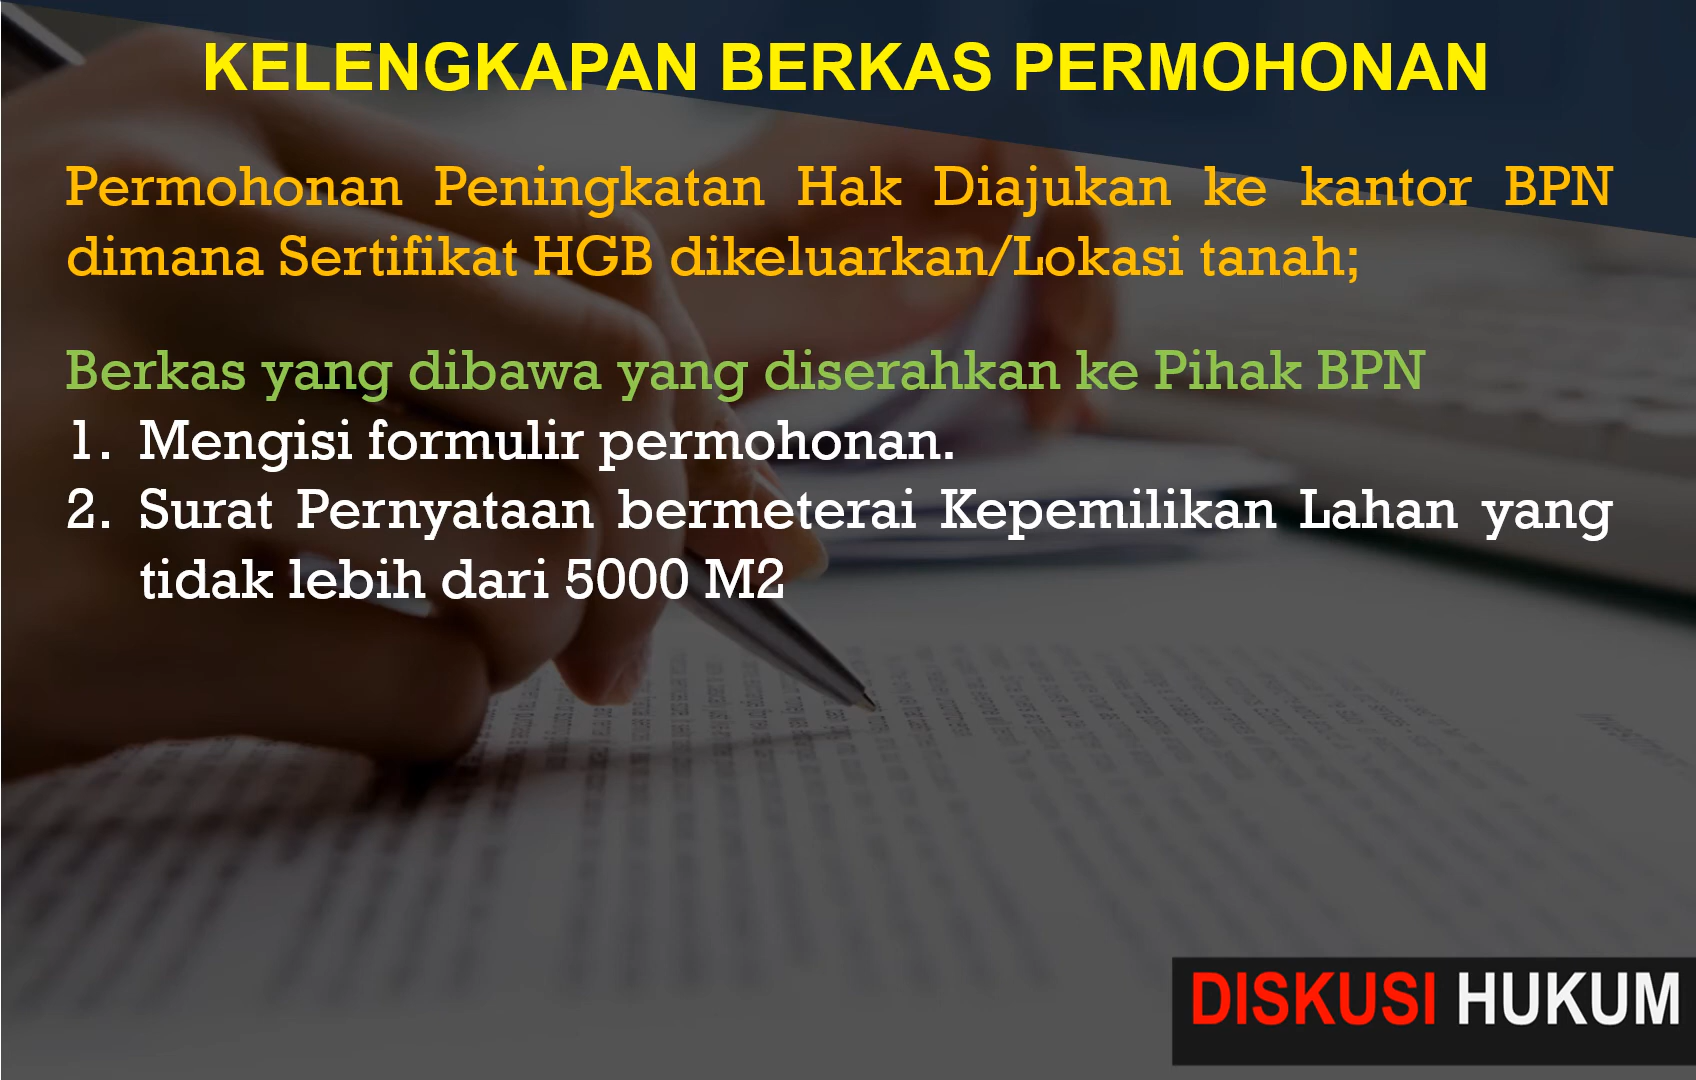 KELENGKAPAN BERKAS PERMOHONAN
Permohonan Peningkatan Hak Diajukan ke kantor BPN
dimana Sertifikat HGB dikeluarkan/Lokasi tanah;
Berkas yang dibawa yang diserahkan ke Pihak BPN
1. Mengisi formulir permohonan.
2. Surat Pernyataan bermeterai Kepemilikan Lahan yang
tidak lebih dari 5000 M2
DISKUSI HUKUM